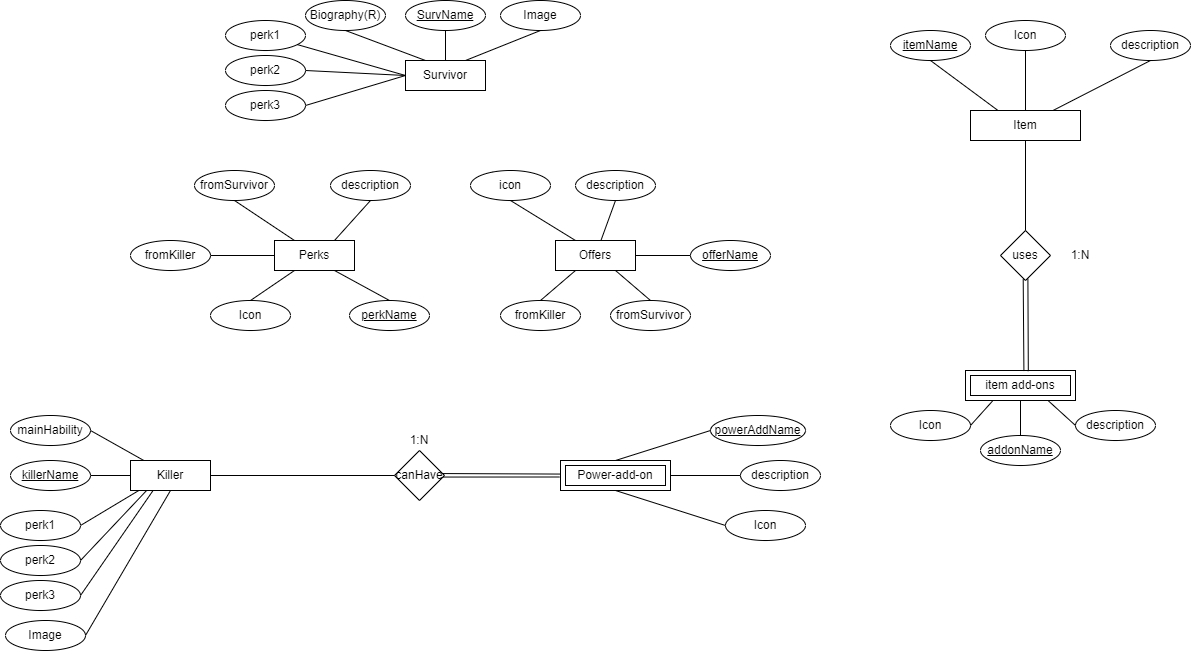 Biography(R)
SurvName
Image
perk1
perk2
perk3
Survivor
itemName
Icon
description
Item
fromSurvivor
description
fromKiller
Perks
Icon
perkName
icon
description
Offers
offerName
fromKiller
fromSurvivor
uses
1:N
item add-ons
Icon
addonName
description
mainHability
killerName
Killer
perk1
perk2
perk3
Image
1:N
canHave
Power-add-on
powerAddName
description
Icon